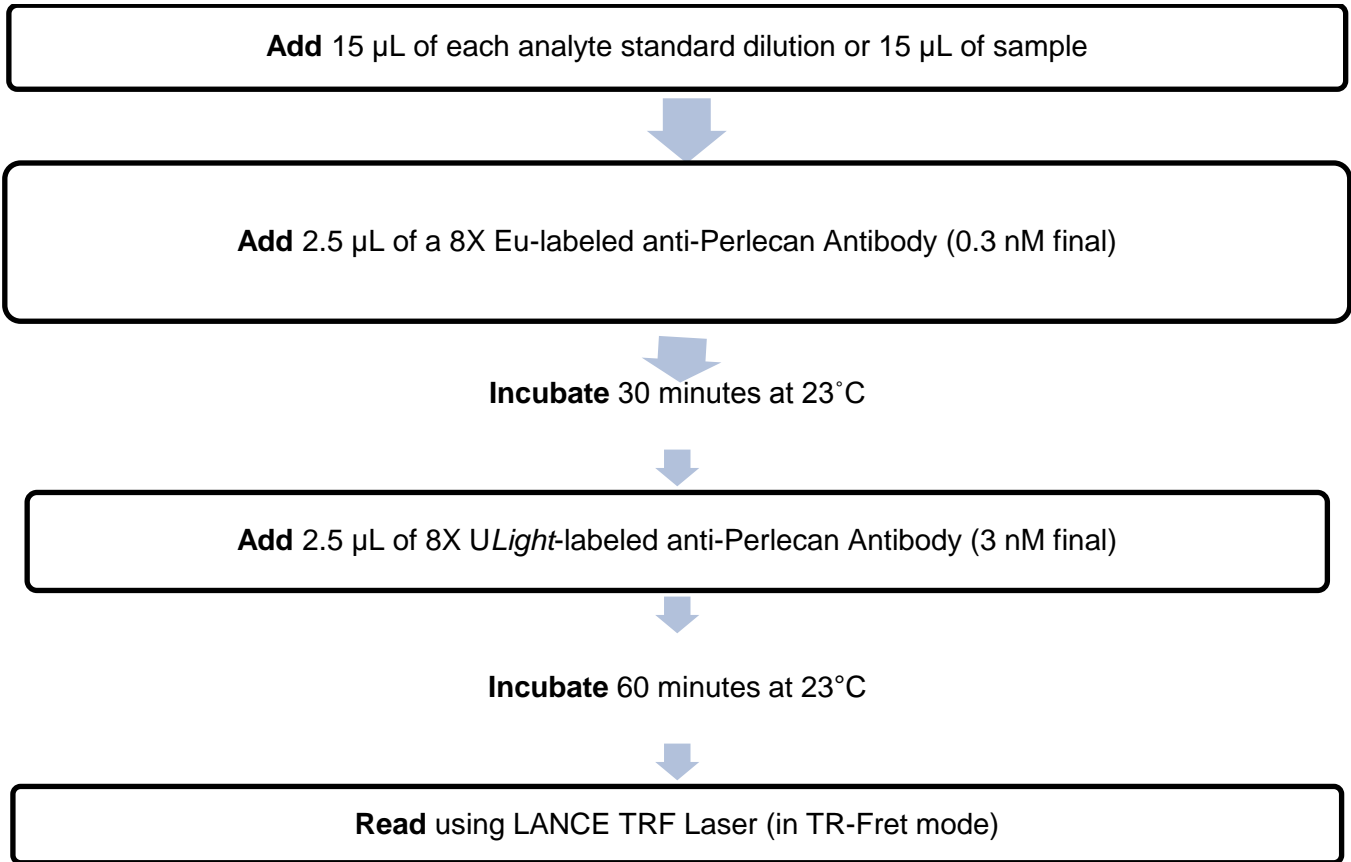 Add 15 µL of each analyte standard dilution or 15 µL of sample
Add 2.5 µL of a 8X Eu-labeled anti-Perlecan Antibody (0.3 nM final)
Incubate 30 minutes at 23˚C
Add 2.5 µL of 8X ULight-labeled anti-Perlecan Antibody (3 nM final)
Incubate 60 minutes at 23°C
Read using LANCE TRF Laser (in TR-Fret mode)